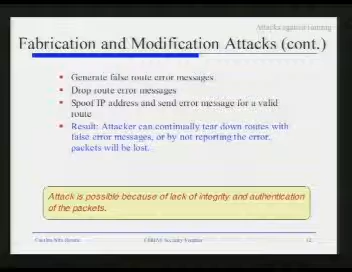 Attacks against routing
Fabrication and Modification Attacks (cont.)
Generate false route error messages
Drop route error messages
Spoof IP address and send error message for a valid
route
Result: Attacker can continually tear down routes with
false error messages, or by not reporting the error,
packets will be lost.
Attack is possible because of lack of integrity and authentication
of the packets.
Security
12